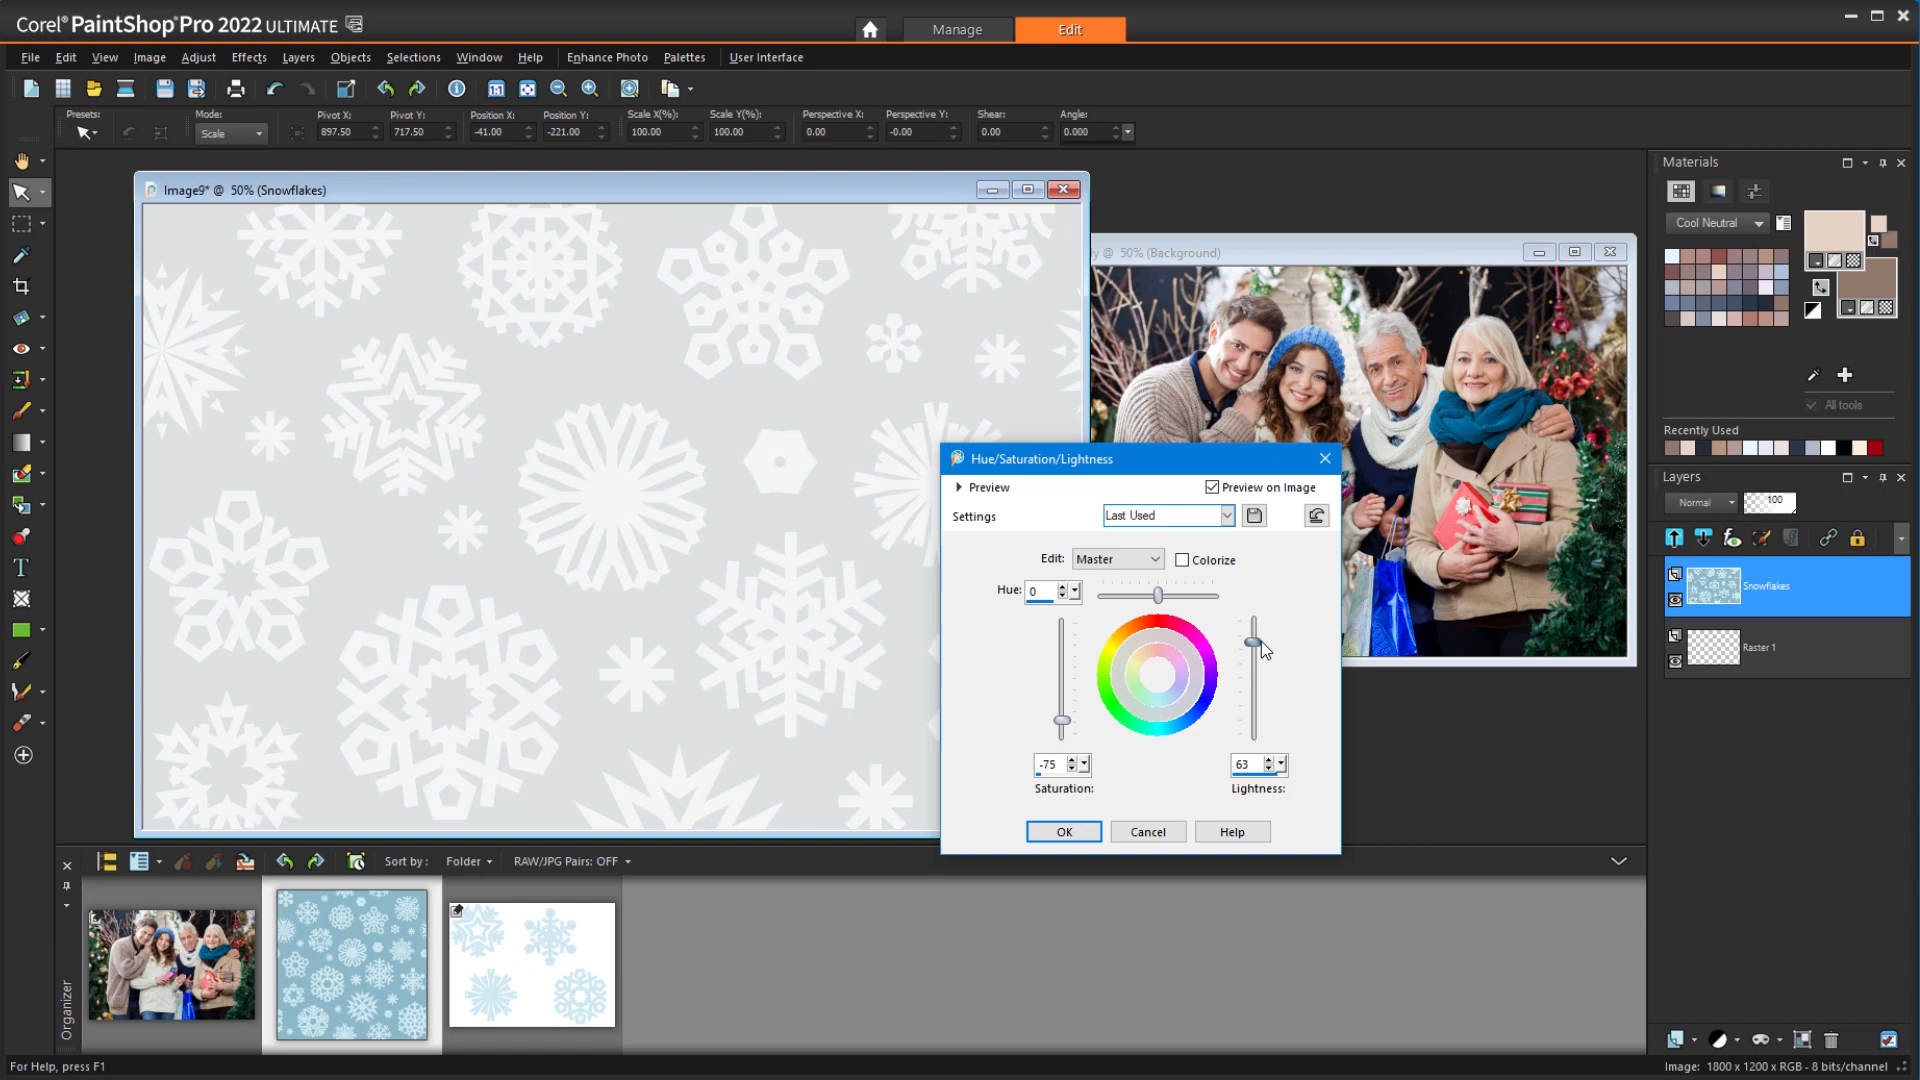 Corel® PaintShop® Pro 2022 ULTIMATE
Manage
Edit
File Edit View Image Adjust Effects Layers Objects Selections Window Help Enhance Photo Palettes User Interface
Presets: Mode: Pivot X: Pivot Y: Position X: Position Y: Scale X(%): Scale Y(%): Perspective X: Perspective Y: Shear: Angle:
Scale 897.50 717.50 -41.00 -221.00 100.00 100.00 0.00 -0.00 0.00 0.000
Image9* @ 50% (Snowflakes)
@ 50% (Background)
Hue/Saturation/Lightness
Preview
Preview on Image
Settings
Last Used
Edit: Master Colorize
Hue: 0
-75
63
Saturation:
Lightness:
OK Cancel Help
Materials
Cool Neutral
All tools
Recently Used
Layers
Normal
100
Snowflakes
Raster 1
Sort by : Folder RAW/JPG Pairs: OFF
Organizer
For Help, press F1
Image: 1800 x 1200 x RGB - 8 bits/channel